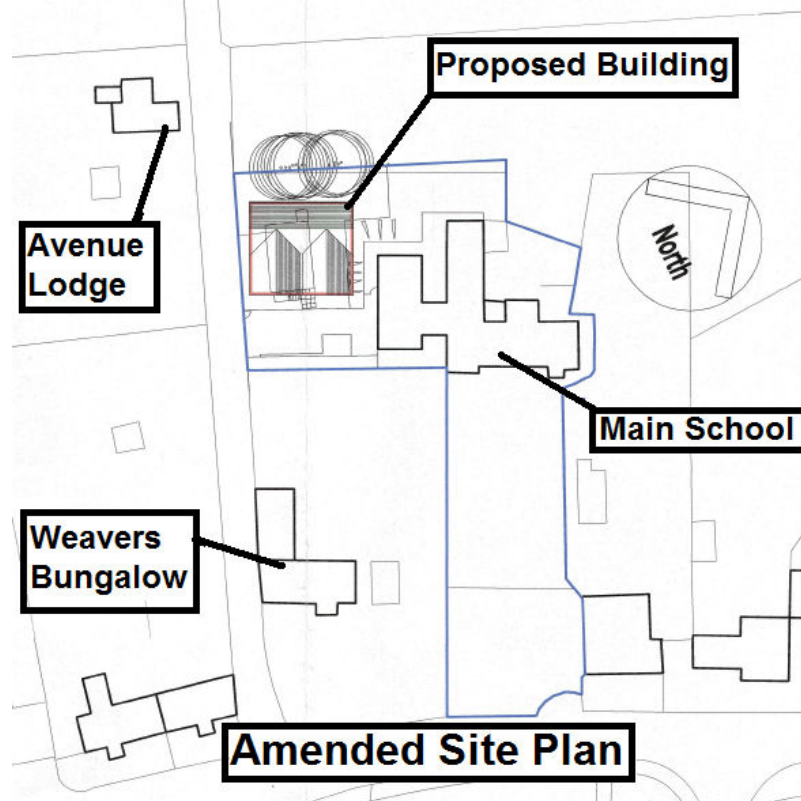 Proposed Building
Avenue
Lodge
North
Main School
Weavers
Bungalow
Amended Site Plan